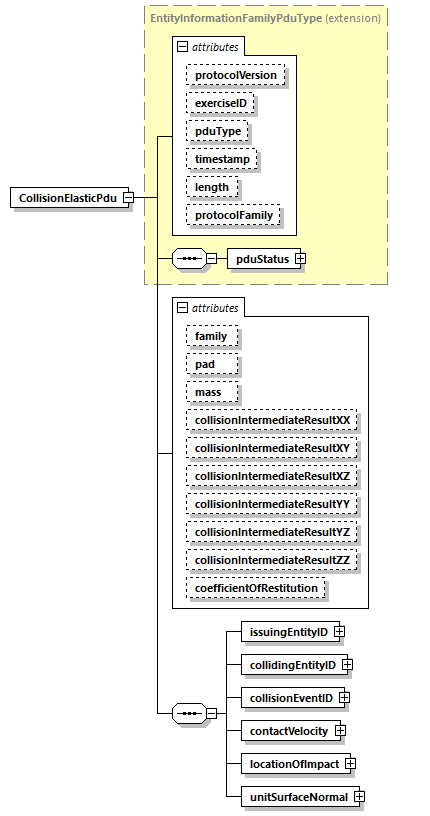 EntityInformationFamilyPduType (extension)
attributes
protocolVersion
exerciseID
pduType
timestamp
length
protocolFamily
CollisionElasticPdu
pduStatus
attributes
family
pad
mass
collisionIntermediateResultXX
collisionIntermediateResultXY
collisionIntermediateResultXZ
collisionIntermediateResultYY
collisionIntermediateResultYZ
collisionIntermediateResultZZ
coefficientOfRestitution
issuingEntityID
collidingEntityID
collisionEventID
contactVelocity
locationOfImpact
unitSurfaceNormal